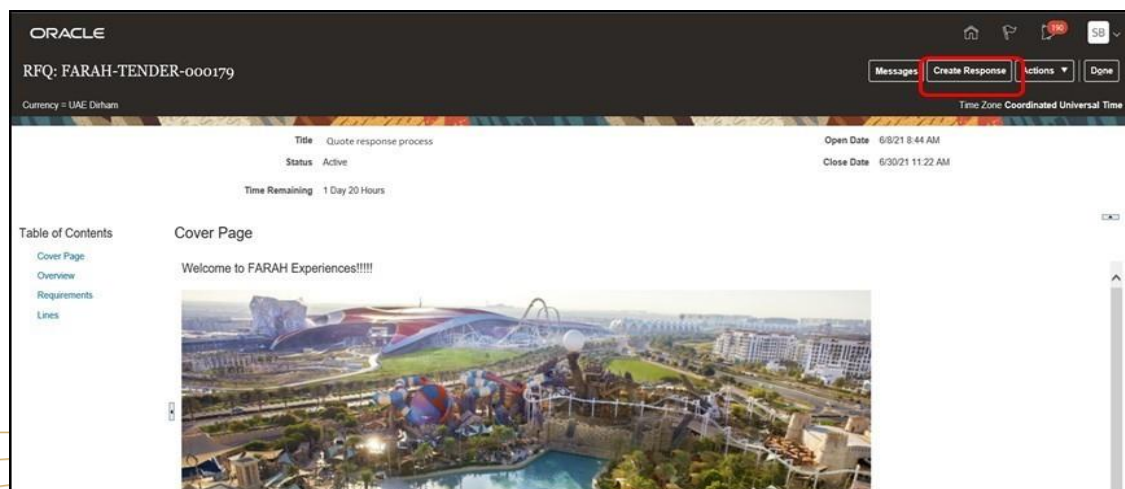 ORACLE
190
SB
RFQ: FARAH-TENDER-000179
Messages Create Response Actions Done
Currency = UAE Dirham
Time Zone Coordinated Universal Time
Title Quote response process
Open Date 6/8/21 8:44 AM
Status Active
Close Date 6/30/21 11:22 AM
Time Remaining 1 Day 20 Hours
Table of Contents
Cover Page
Overview
Requirements
Lines
Cover Page
Welcome to FARAH Experiences!!!!!